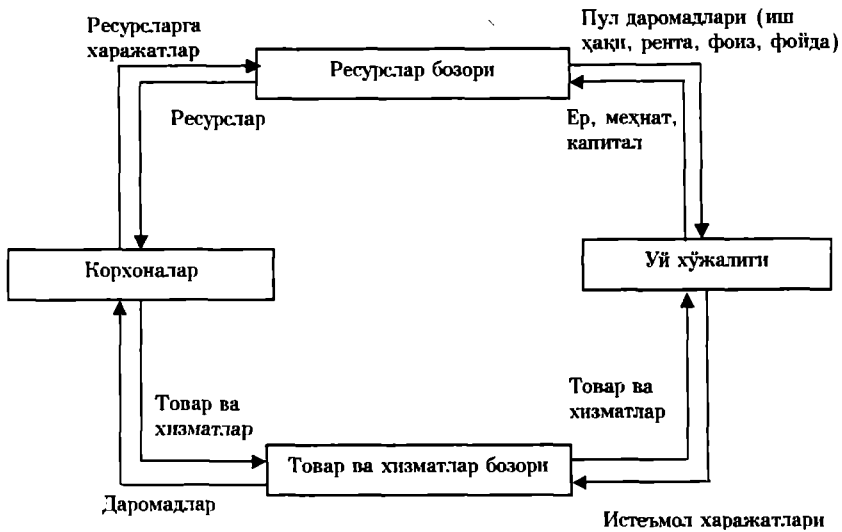 Ресурсларга
харажатлар
Пул даромадлари (иш
ҳақи, рента, фоиз, фойда)
Ресурслар бозори
Ресурслар
Ер, меҳнат,
капитал
Корхоналар
Уй хўжалиги
Товар ва
хизматлар
Товар ва
хизматлар
Товар ва хизматлар бозори
Даромадлар
Истеъмол харажатлари